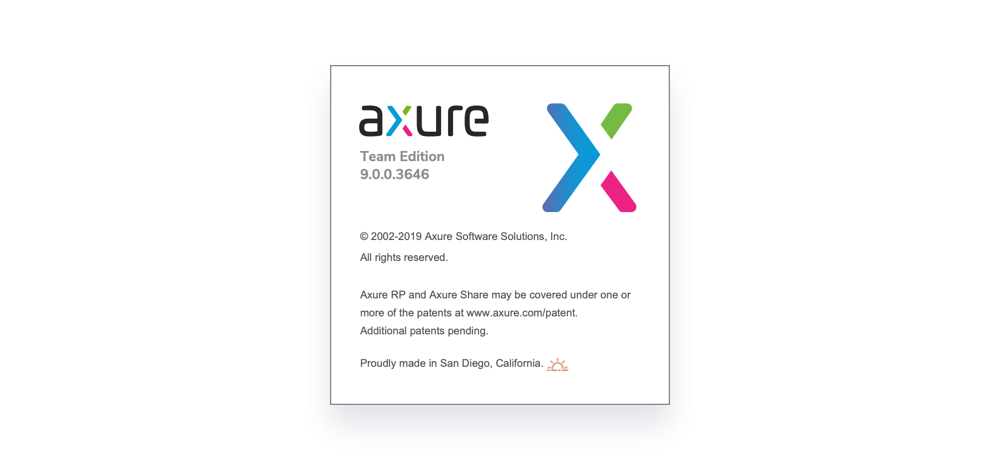 axure
Team Edition
9.0.0.3646
© 2002-2019 Axure Software Solutions, Inc.
All rights reserved.
Axure RP and Axure Share may be covered under one or
more of the patents at www.axure.com/patent.
Additional patents pending.
Proudly made in San Diego, California.